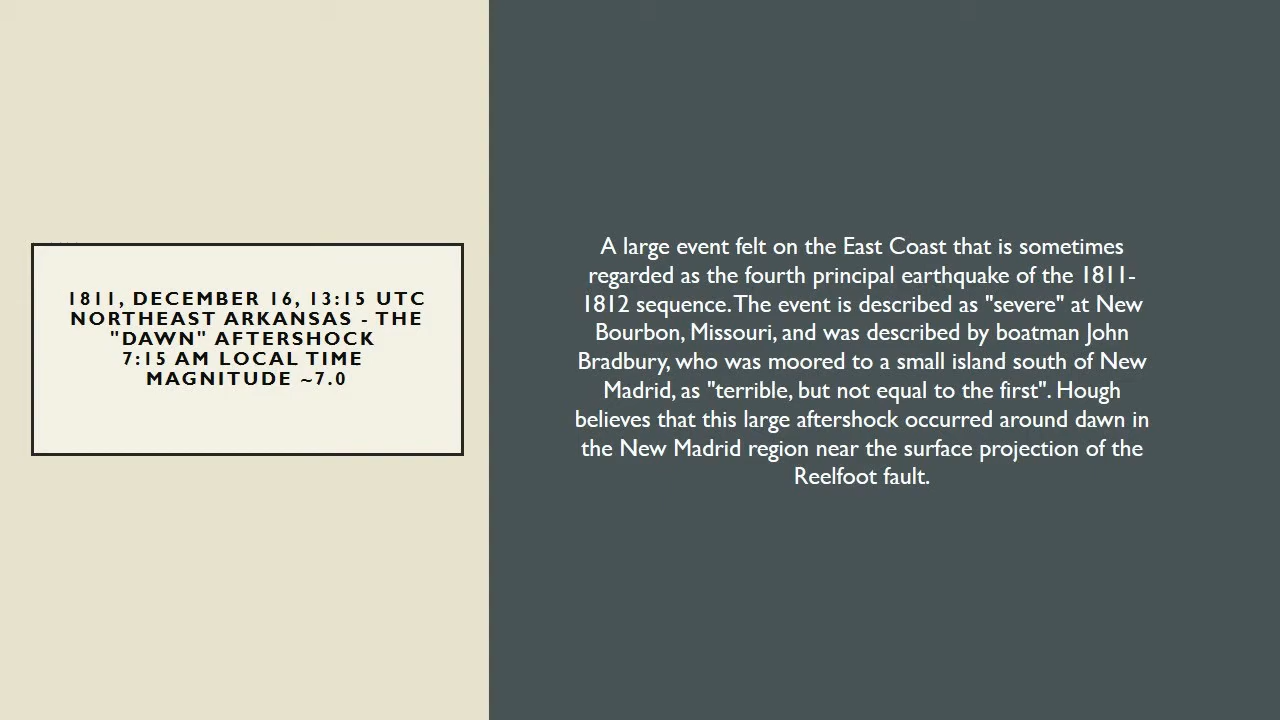 1811, DECEMBER 16, 13:15 UTC
NORTHEAST ARKANSAS - THE
"DAWN" AFTERSHOCK
7:15 AM LOCAL TIME
MAGNITUDE ~7.0
A large event felt on the East Coast that is sometimes
regarded as the fourth principal earthquake of the 1811-
1812 sequence. The event is described as "severe" at New
Bourbon, Missouri, and was described by boatman John
Bradbury, who was moored to a small island south of New
Madrid, as "terrible, but not equal to the first". Hough
believes that this large aftershock occurred around dawn in
the New Madrid region near the surface projection of the
Reelfoot fault.